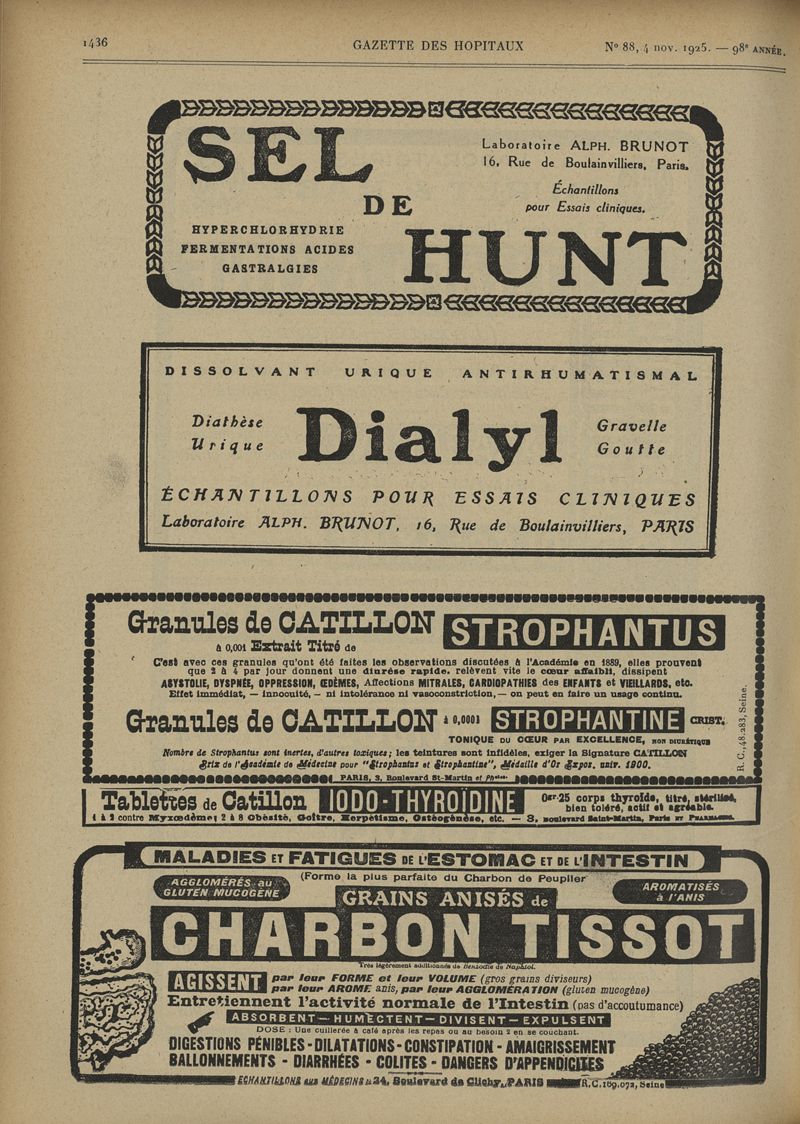 1436 GAZETTE DES HOPITAUX N° 88, 4 nov. 1925. — 98e ANNÉE.
SEL
DE
HUNT
Laboratoire ALPH. BRUNOT
16, Rue de Boulainvilliers, Paris.
Échantillons
pour Essais cliniques.
HYPERCHLORHYDRIE
FERMENTATIONS ACIDES
GASTRALGIES
DISSOLVANT URIQUE ANTIRHUMATISMAL
Diathèse
Urique
Dialyl
Gravelle
Goutte
ÉCHANTILLONS POUR ESSAIS CLINIQUES
Laboratoire ALPH. BRUNOT, 16, Rue de Boulainvilliers, PARIS
Granules de CATILLON STROPHANTUS
à 0,001 Extrait Titré de
C'est avec ces granules qu'ont été faites les observations discutées à l'Académie en 1889, elles prouvent
que 2 à 4 par jour donnent une diurèse rapide, relèvent vite le cœur affaibli, dissipent
ASYSTOLIE, DYSPNÉE, OPPRESSION, ŒDÈMES, Affections MITRALES, CARDIOPATHIES des ENFANTS et VIEILLARDS, etc.
Effet immédiat, — innocuité, — ni intolérance ni vasoconstriction, — on peut en faire un usage continu.
Granules de CATILLON à 0,0001 STROPHANTINE CRIST.
TONIQUE DU CŒUR PAR EXCELLENCE, NON DIURÉTIQUE
Nombre de Strophantus sont inertes, d'autres toxiques; les teintures sont infidèles, exiger la Signature CATILLON
Prix de l'Académie de Médecine pour "Strophantus et Strophantine", Médaille d'Or Expos. univ. 1900.
PARIS, 3, Boulevard St-Martin et Phies
R. C. 48.283, Seine.
Tablettes de Catillon IODO-THYROÏDINE
0gr25 corps thyroïde, titré, stérilisé,
bien toléré, actif et agréable.
1 à 2 contre Myxœdème; 2 à 8 Obésité, Goître, Herpétisme, Ostéogénèse, etc. — 3, Boulevard Saint-Martin, Paris ET PHARMACIES.
MALADIES ET FATIGUES DE L'ESTOMAC ET DE L'INTESTIN
(Forme la plus parfaite du Charbon de Peuplier
AGGLOMÉRÉS au
GLUTEN MUCOGÈNE
GRAINS ANISÉS de
AROMATISÉS
à l'ANIS
CHARBON TISSOT
Très légèrement additionnés de Benzoate de Naphtol.
AGISSENT
par leur FORME et leur VOLUME (gros grains diviseurs)
par leur AROME anis, par leur AGGLOMÉRATION (gluten mucogène)
Entretiennent l'activité normale de l'Intestin (pas d'accoutumance)
ABSORBENT — HUMECTENT — DIVISENT — EXPULSENT
DOSE : Une cuillerée à café après les repas ou au besoin 2 en se couchant.
DIGESTIONS PÉNIBLES - DILATATIONS - CONSTIPATION - AMAIGRISSEMENT
BALLONNEMENTS - DIARRHÉES - COLITES - DANGERS D'APPENDICITES
ÉCHANTILLONS aux MÉDECINS: 34, Boulevard de Clichy, PARIS R.C. 169.072, Seine